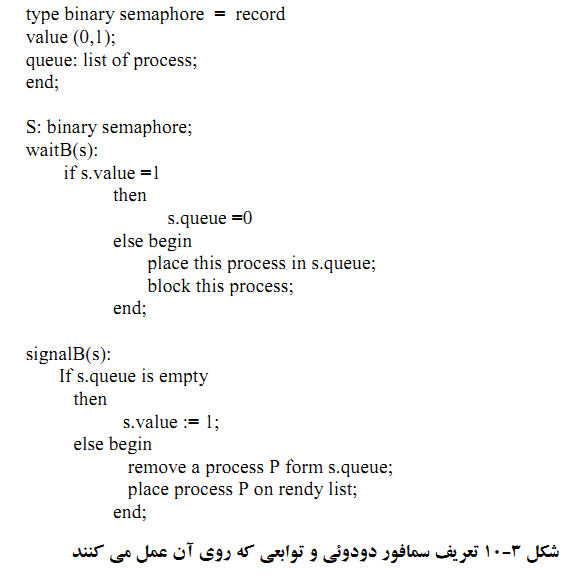 type binary semaphore = record
value (0,1);
queue: list of process;
end;
S: binary semaphore;
waitB(s):
if s.value =1
then
s.queue =0
else begin
place this process in s.queue;
block this process;
end;
signalB(s):
If s.queue is empty
then
s.value := 1;
else begin
remove a process P form s.queue;
place process P on rendy list;
end;
شکل ۳-۱۰ تعریف سمافور دودوئی و توابعی که روی آن عمل می کنند